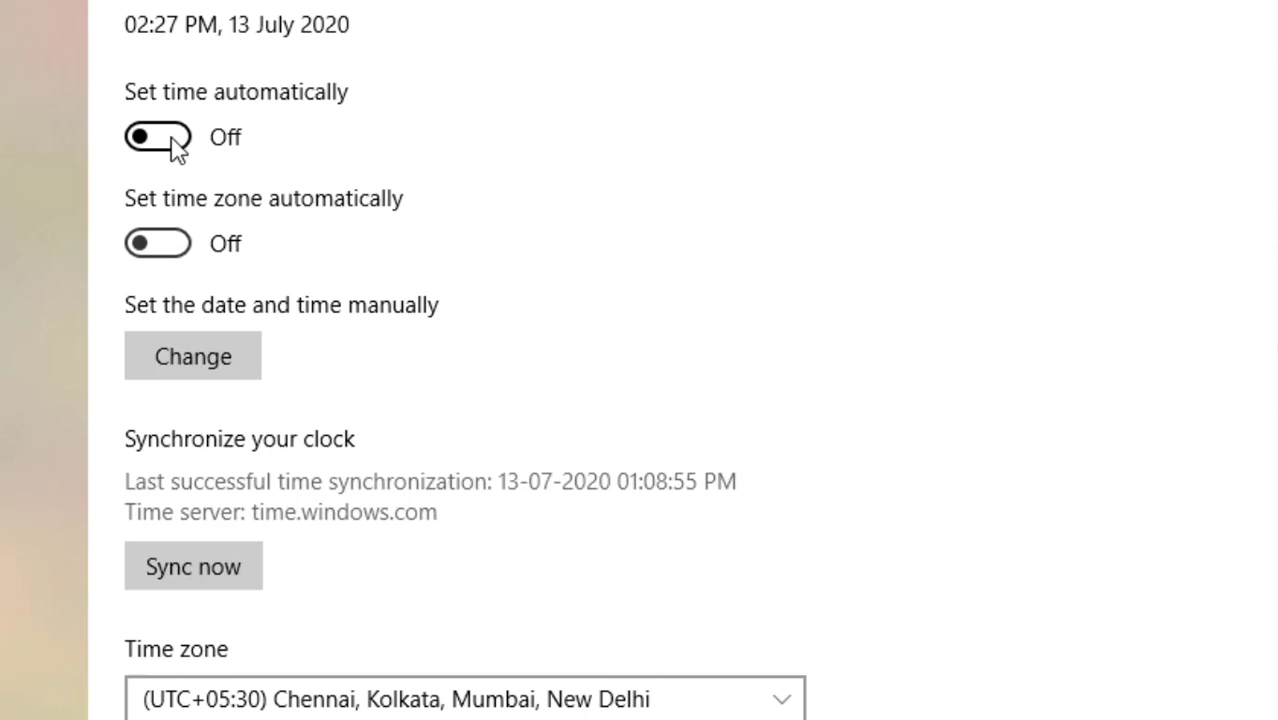 02:27 PM, 13 July 2020
Set time automatically
Off
Set time zone automatically
Off
Set the date and time manually
Change
Synchronize your clock
Last successful time synchronization: 13-07-2020 01:08:55 PM
Time server: time.windows.com
Sync now
Time zone
(UTC+05:30) Chennai, Kolkata, Mumbai, New Delhi